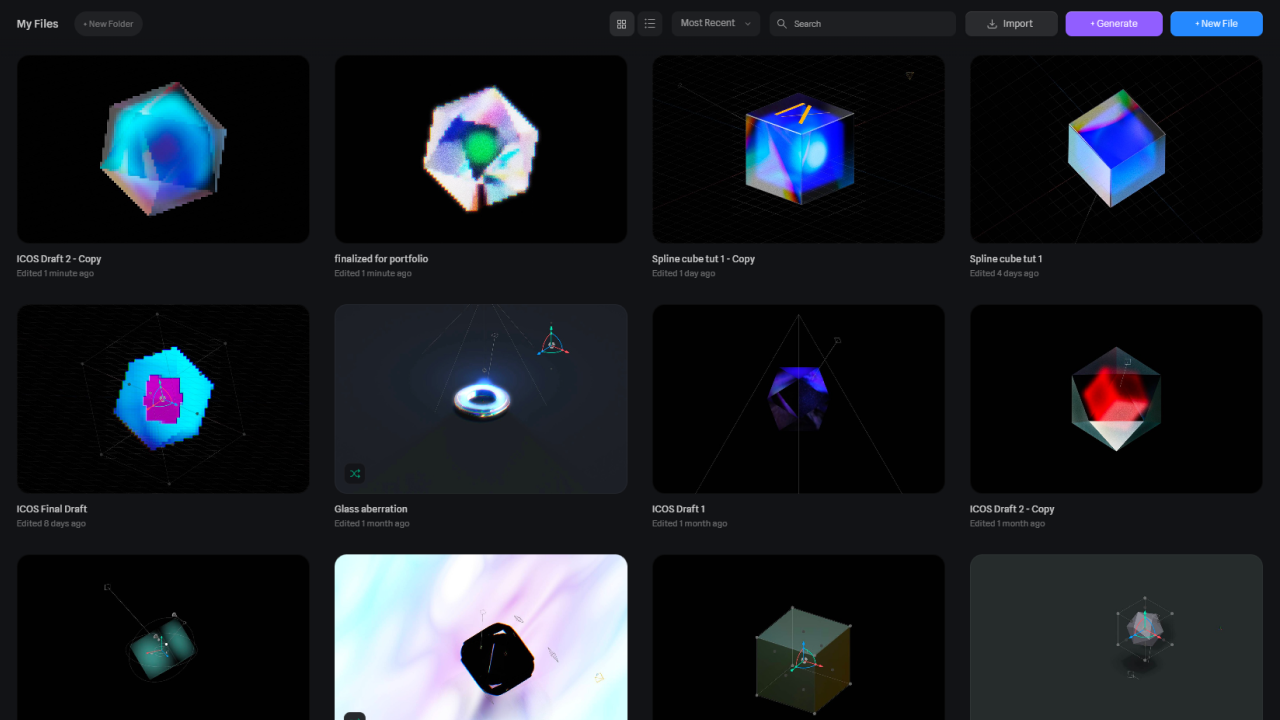 My Files
+ New Folder
Most Recent
Search
Import
+ Generate
+ New File
ICOS Draft 2 - Copy
Edited 1 minute ago
finalized for portfolio
Edited 1 minute ago
Spline cube tut 1 - Copy
Edited 1 day ago
Spline cube tut 1
Edited 4 days ago
ICOS Final Draft
Edited 8 days ago
Glass aberration
Edited 1 month ago
ICOS Draft 1
Edited 1 month ago
ICOS Draft 2 - Copy
Edited 1 month ago